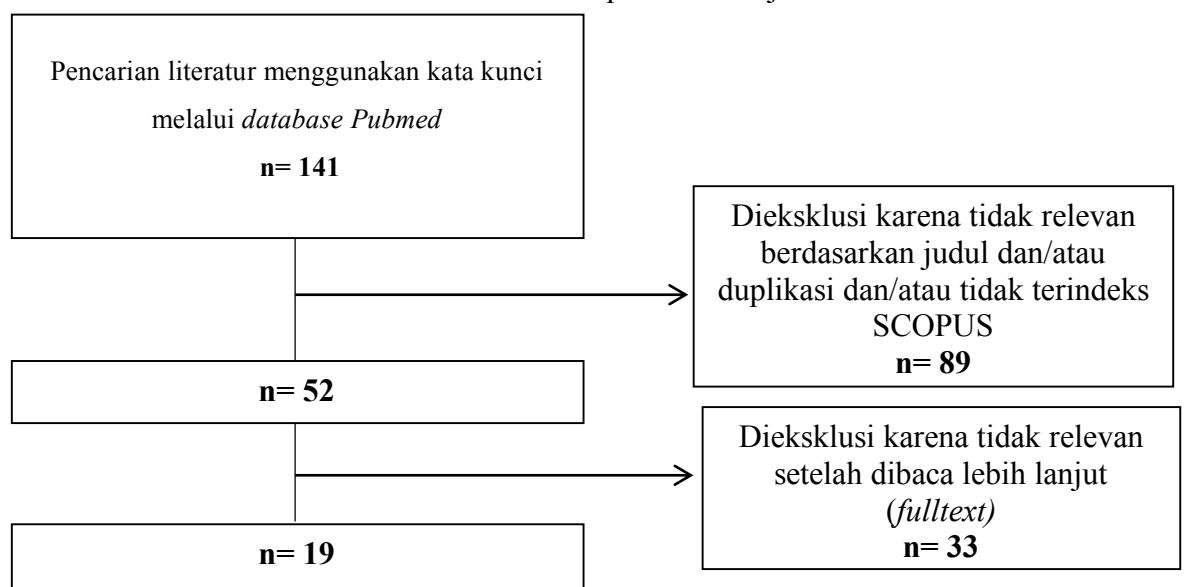 Pencarian literatur menggunakan kata kunci
melalui database Pubmed
n= 141
Dieksklusi karena tidak relevan
berdasarkan judul dan/atau
duplikasi dan/atau tidak terindeks
SCOPUS
n= 89
n= 52
Dieksklusi karena tidak relevan
setelah dibaca lebih lanjut
(fulltext)
n= 33
n= 19